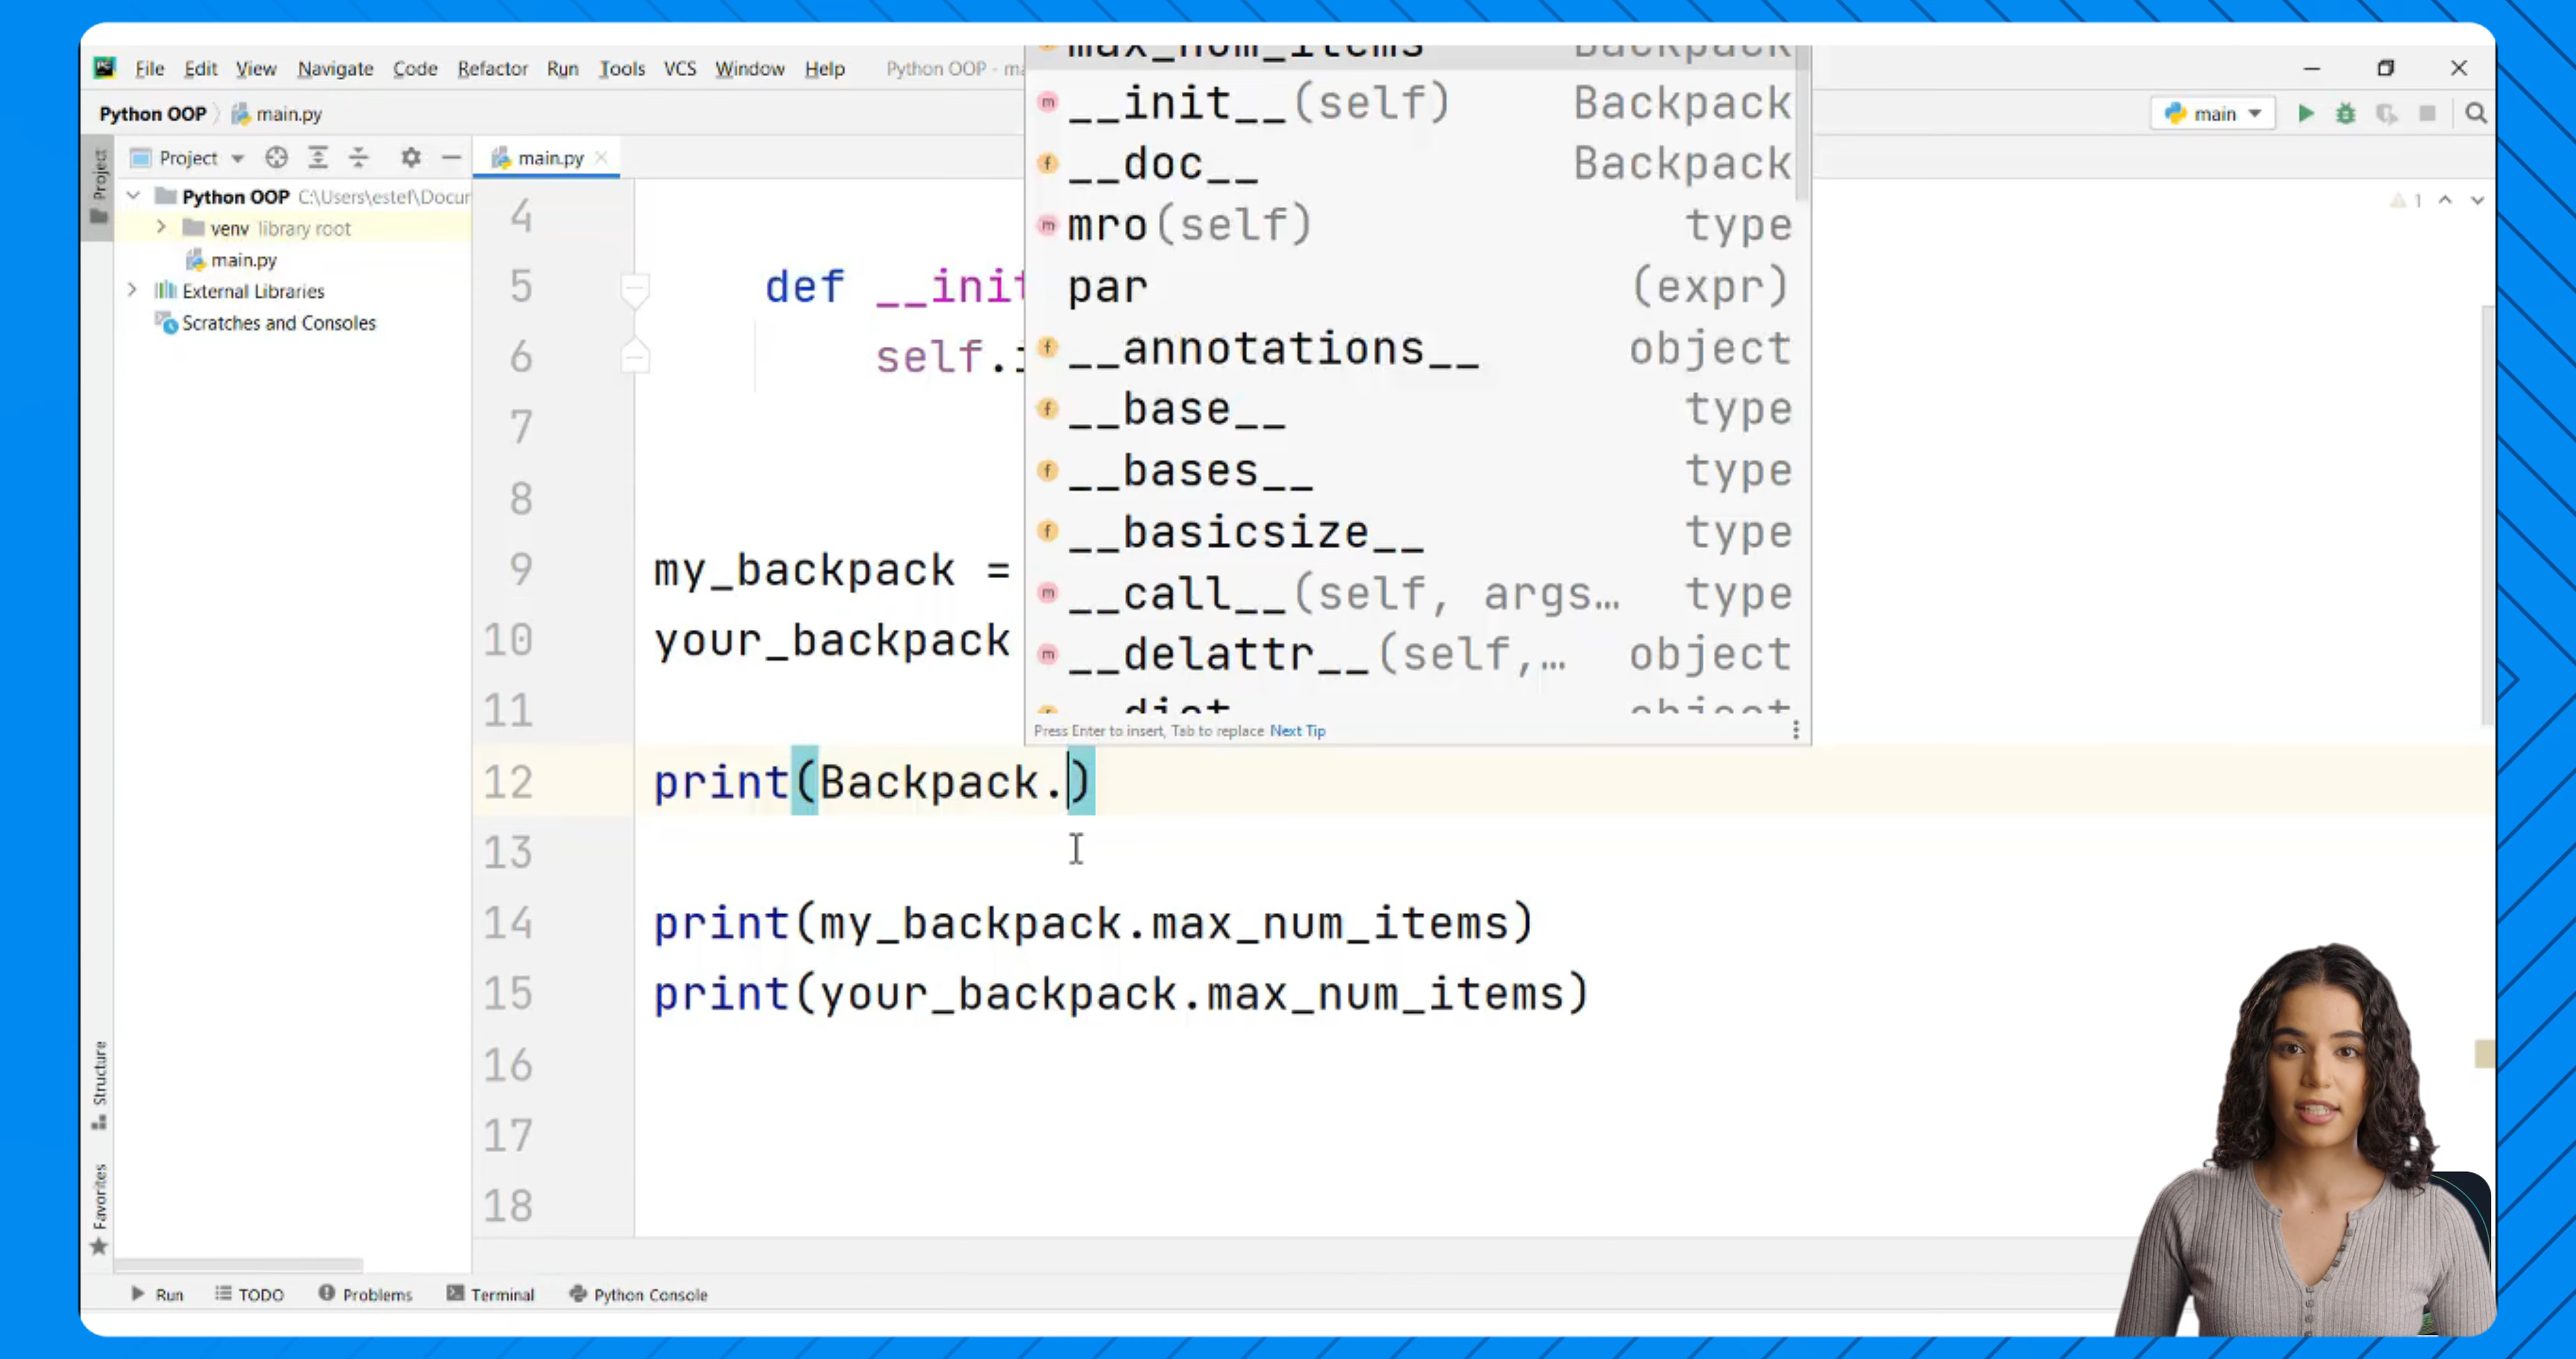 File Edit View Navigate Code Refactor Run Tools VCS Window Help Python OOP - ma
Python OOP main.py
main
Project
main.py
Project
Python OOP C:\Users\estef\Docur
venv library root
main.py
External Libraries
Scratches and Consoles
Structure
Favorites
1
4
5 def __init
6 self.i
7
8
9 my_backpack =
10 your_backpack
11
12 print(Backpack.)
13
14 print(my_backpack.max_num_items)
15 print(your_backpack.max_num_items)
16
17
18
max_num_items Backpack
m __init__(self) Backpack
f __doc__ Backpack
m mro(self) type
par (expr)
f __annotations__ object
f __base__ type
f __bases__ type
f __basicsize__ type
m __call__(self, args… type
m __delattr__(self,… object
__dict__ object
Press Enter to insert, Tab to replace Next Tip
Run TODO Problems Terminal Python Console